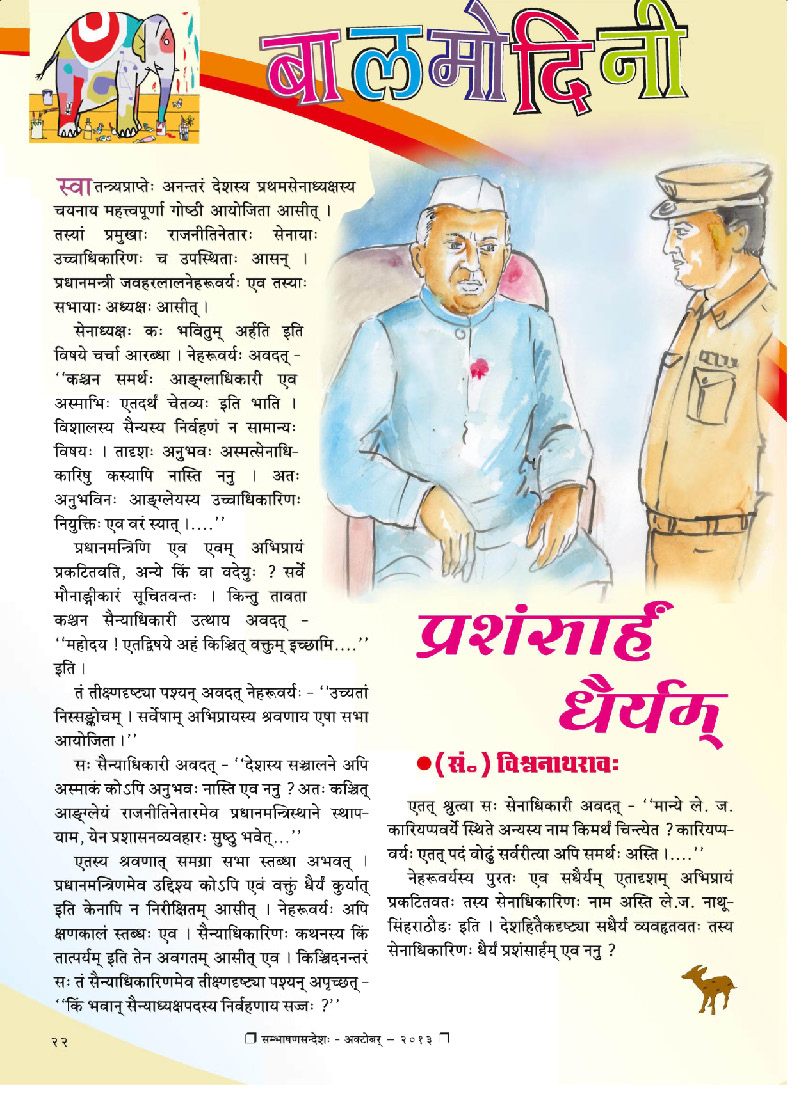 बालमोदिनी
स्वातन्त्र्यप्राप्तेः अनन्तरं देशस्य प्रथमसेनाध्यक्षस्य
चयनाय महत्त्वपूर्णा गोष्ठी आयोजिता आसीत् ।
तस्यां प्रमुखाः राजनीतिनेतारः सेनायाः
उच्चाधिकारिणः च उपस्थिताः आसन् ।
प्रधानमन्त्री जवहरलालनेहरूवर्यः एव तस्याः
सभायाः अध्यक्षः आसीत् ।
सेनाध्यक्षः कः भवितुम् अर्हति इति
विषये चर्चा आरब्धा । नेहरूवर्यः अवदत् -
‘‘कश्चन समर्थः आङ्ग्लाधिकारी एव
अस्माभिः एतदर्थं चेतव्यः इति भाति ।
विशालस्य सैन्यस्य निर्वहणं न सामान्यः
विषयः । तादृशः अनुभवः अस्मत्सेनाधि-
कारिषु कस्यापि नास्ति ननु । अतः
अनुभविनः आङ्ग्लेयस्य उच्चाधिकारिणः
नियुक्तिः एव वरं स्यात् ।....’’
प्रधानमन्त्रिणि एव एवम् अभिप्रायं
प्रकटितवति, अन्ये किं वा वदेयुः ? सर्वे
मौनाङ्गीकारं सूचितवन्तः । किन्तु तावता
कश्चन सैन्याधिकारी उत्थाय अवदत् -
‘‘महोदय ! एतद्विषये अहं किञ्चित् वक्तुम् इच्छामि....’’
इति ।
तं तीक्ष्णदृष्ट्या पश्यन् अवदत् नेहरूवर्यः - ‘‘उच्यतां
निस्सङ्कोचम् । सर्वेषाम् अभिप्रायस्य श्रवणाय एषा सभा
आयोजिता ।’’
सः सैन्याधिकारी अवदत् - ‘‘देशस्य सञ्चालने अपि
अस्माकं कोऽपि अनुभवः नास्ति एव ननु ? अतः कञ्चित्
आङ्ग्लेयं राजनीतिनेतारमेव प्रधानमन्त्रिस्थाने स्थाप-
याम, येन प्रशासनव्यवहारः सुष्ठु भवेत्...’’
एतस्य श्रवणात् समग्रा सभा स्तब्धा अभवत् ।
प्रधानमन्त्रिणमेव उद्दिश्य कोऽपि एवं वक्तुं धैर्यं कुर्यात्
इति केनापि न निरीक्षितम् आसीत् । नेहरूवर्यः अपि
क्षणकालं स्तब्धः एव । सैन्याधिकारिणः कथनस्य किं
तात्पर्यम् इति तेन अवगतम् आसीत् एव । किञ्चिदनन्तरं
सः तं सैन्याधिकारिणमेव तीक्ष्णदृष्ट्या पश्यन् अपृच्छत् -
‘‘किं भवान् सैन्याध्यक्षपदस्य निर्वहणाय सज्जः ?’’
प्रशंसार्हं
धैर्यम्
●(सं०) विश्वनाथरावः
एतत् श्रुत्वा सः सेनाधिकारी अवदत् - ‘‘मान्ये ले. ज.
कारियप्पवर्ये स्थिते अन्यस्य नाम किमर्थं चिन्त्येत ? कारियप्प-
वर्यः एतत् पदं वोढुं सर्वरीत्या अपि समर्थः अस्ति ।....’’
नेहरूवर्यस्य पुरतः एव सधैर्यम् एतादृशम् अभिप्रायं
प्रकटितवतः तस्य सेनाधिकारिणः नाम अस्ति ले.ज. नाथू-
सिंहराठौडः इति । देशहितैकदृष्ट्या सधैर्यं व्यवहृतवतः तस्य
सेनाधिकारिणः धैर्यं प्रशंसार्हम् एव ननु ?
२२
❐ सम्भाषणसन्देशः - अक्टोबर् – २०१३ ❐